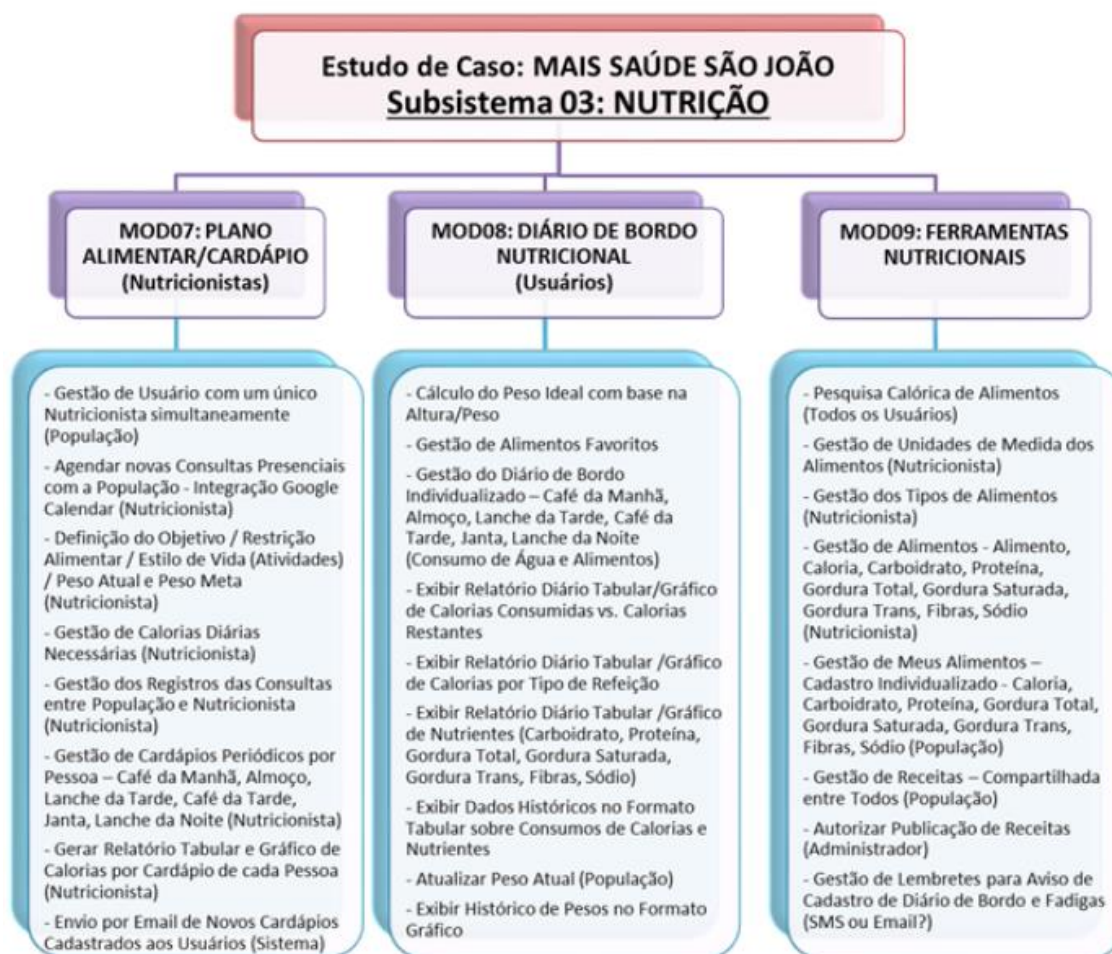 Estudo de Caso: MAIS SAÚDE SÃO JOÃO
Subsistema 03: NUTRIÇÃO
MOD07: PLANO
ALIMENTAR/CARDÁPIO
(Nutricionistas)
- Gestão de Usuário com um único
Nutricionista simultaneamente
(População)
- Agendar novas Consultas Presenciais
com a População - Integração Google
Calendar (Nutricionista)
- Definição do Objetivo / Restrição
Alimentar / Estilo de Vida (Atividades)
/ Peso Atual e Peso Meta
(Nutricionista)
- Gestão de Calorias Diárias
Necessárias (Nutricionista)
- Gestão dos Registros das Consultas
entre População e Nutricionista
(Nutricionista)
- Gestão de Cardápios Periódicos por
Pessoa – Café da Manhã, Almoço,
Lanche da Tarde, Café da Tarde,
Janta, Lanche da Noite (Nutricionista)
- Gerar Relatório Tabular e Gráfico de
Calorias por Cardápio de cada Pessoa
(Nutricionista)
- Envio por Email de Novos Cardápios
Cadastrados aos Usuários (Sistema)
MOD08: DIÁRIO DE BORDO
NUTRICIONAL
(Usuários)
- Cálculo do Peso Ideal com base na
Altura/Peso
- Gestão de Alimentos Favoritos
- Gestão do Diário de Bordo
Individualizado – Café da Manhã,
Almoço, Lanche da Tarde, Café da
Tarde, Janta, Lanche da Noite
(Consumo de Água e Alimentos)
- Exibir Relatório Diário Tabular/Gráfico
de Calorias Consumidas vs. Calorias
Restantes
- Exibir Relatório Diário Tabular /Gráfico
de Calorias por Tipo de Refeição
- Exibir Relatório Diário Tabular /Gráfico
de Nutrientes (Carboidrato, Proteína,
Gordura Total, Gordura Saturada,
Gordura Trans, Fibras, Sódio)
- Exibir Dados Históricos no Formato
Tabular sobre Consumos de Calorias e
Nutrientes
- Atualizar Peso Atual (População)
- Exibir Histórico de Pesos no Formato
Gráfico
MOD09: FERRAMENTAS
NUTRICIONAIS
- Pesquisa Calórica de Alimentos
(Todos os Usuários)
- Gestão de Unidades de Medida dos
Alimentos (Nutricionista)
- Gestão dos Tipos de Alimentos
(Nutricionista)
- Gestão de Alimentos - Alimento,
Caloria, Carboidrato, Proteína,
Gordura Total, Gordura Saturada,
Gordura Trans, Fibras, Sódio
(Nutricionista)
- Gestão de Meus Alimentos –
Cadastro Individualizado - Caloria,
Carboidrato, Proteína, Gordura Total,
Gordura Saturada, Gordura Trans,
Fibras, Sódio (População)
- Gestão de Receitas – Compartilhada
entre Todos (População)
- Autorizar Publicação de Receitas
(Administrador)
- Gestão de Lembretes para Aviso de
Cadastro de Diário de Bordo e Fadigas
(SMS ou Email?)